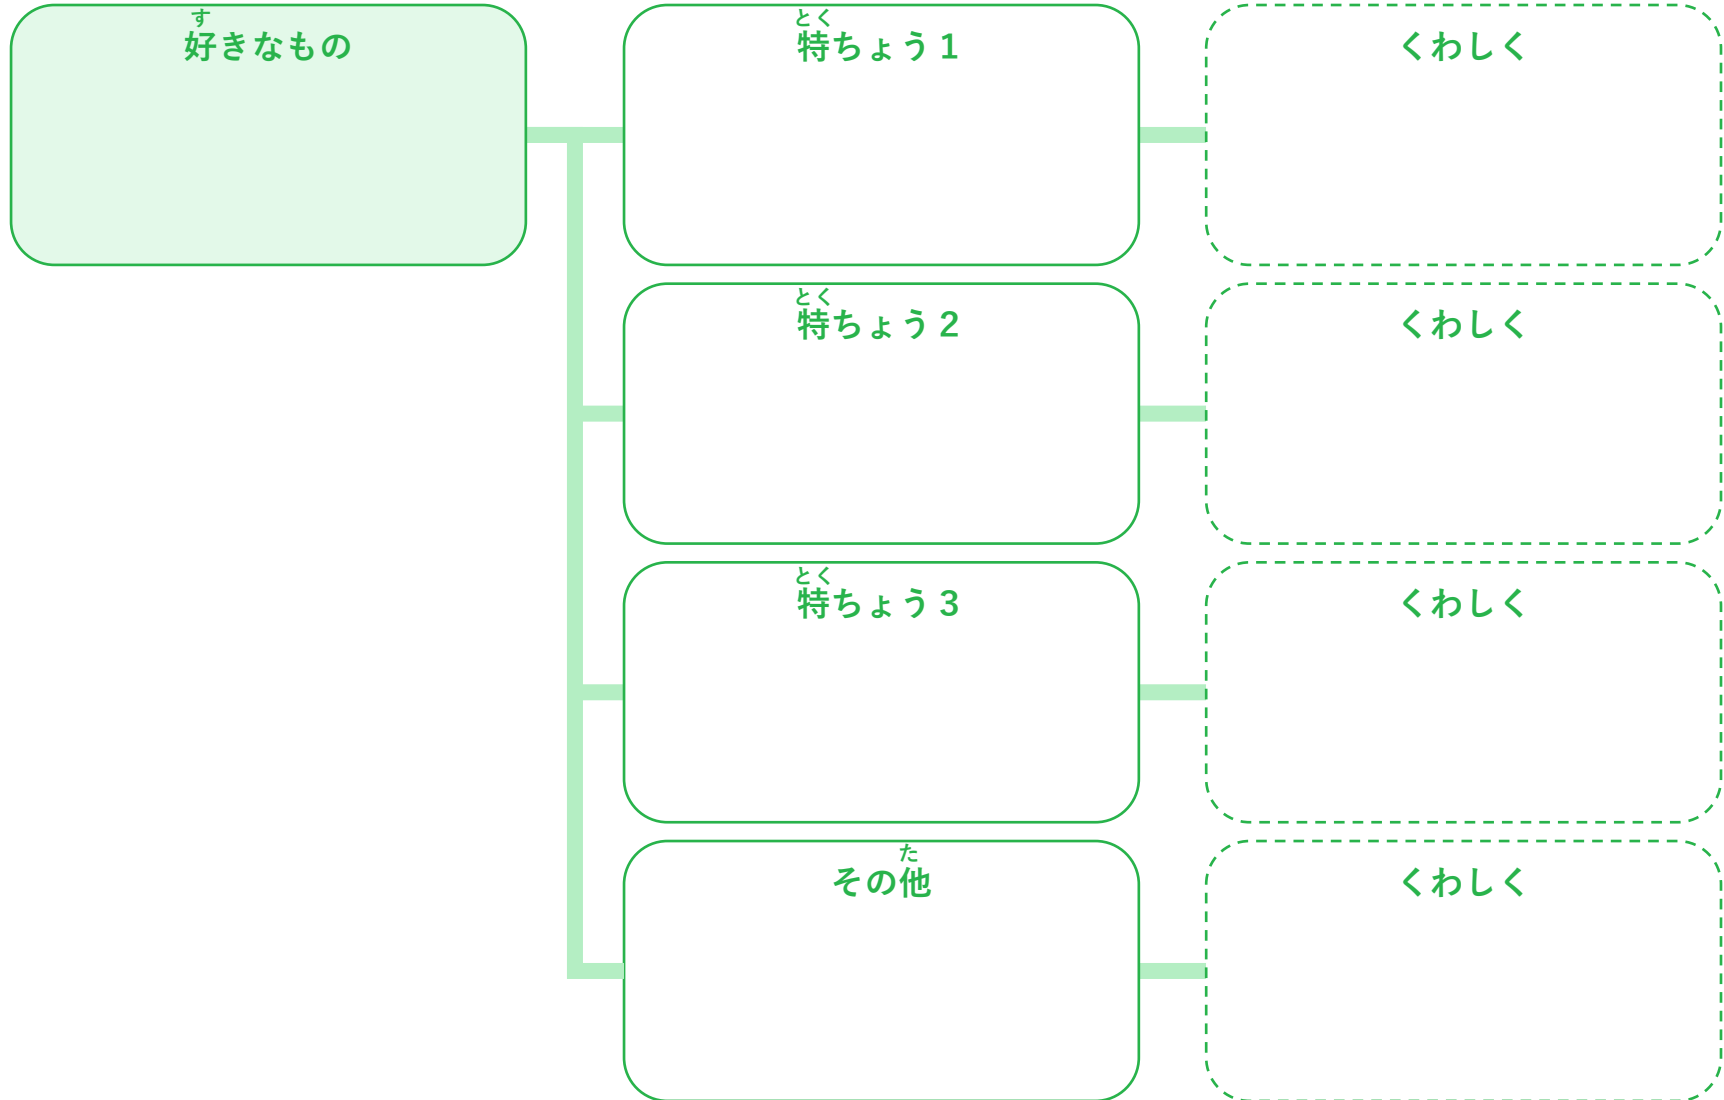 す
好きなもの
とく
特ちょう1
くわしく
とく
特ちょう2
くわしく
とく
特ちょう3
くわしく
た
その他
くわしく